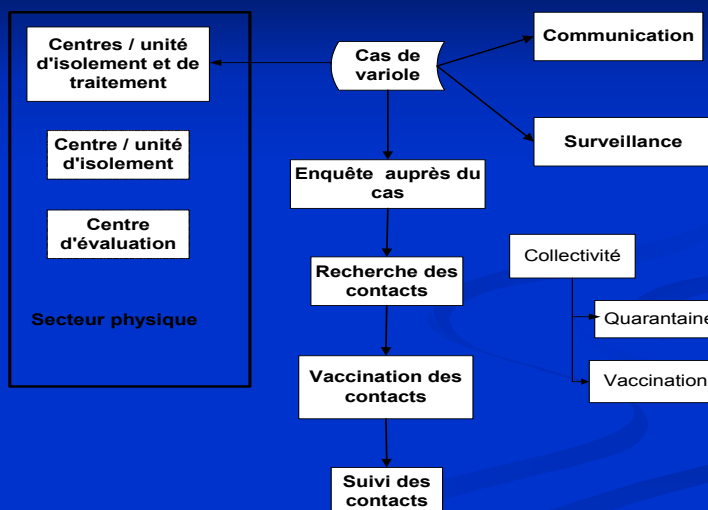 Centres / unité
d'isolement et de
traitement
Centre / unité
d'isolement
Centre
d'évaluation
Secteur physique
Cas de
variole
Enquête auprès du
cas
Recherche des
contacts
Vaccination des
contacts
Suivi des
contacts
Communication
Surveillance
Collectivité
Quarantaine
Vaccination